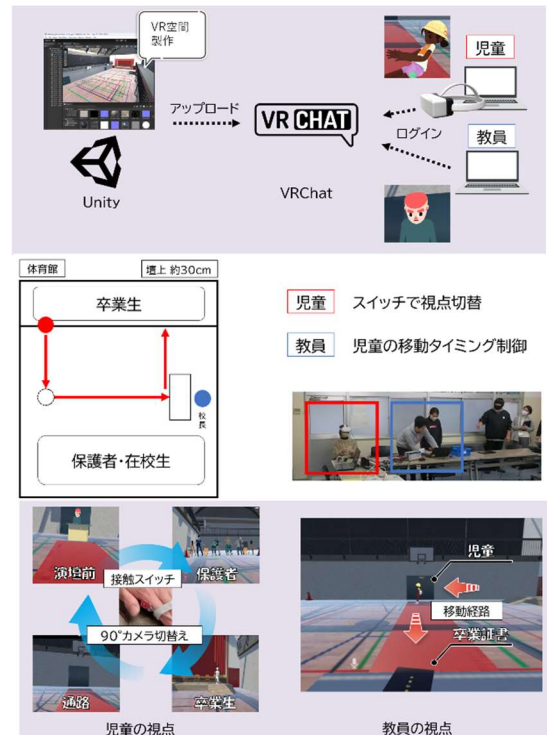 VR空間
製作
アップロード
VR CHAT
Unity
VRChat
児童
ログイン
教員
体育館
壇上 約30cm
卒業生
校長
保護者・在校生
児童 スイッチで視点切替
教員 児童の移動タイミング制御
演壇前
接触スイッチ
保護者
90°カメラ切替え
通路
卒業生
児童の視点
児童
移動経路
卒業証書
教員の視点